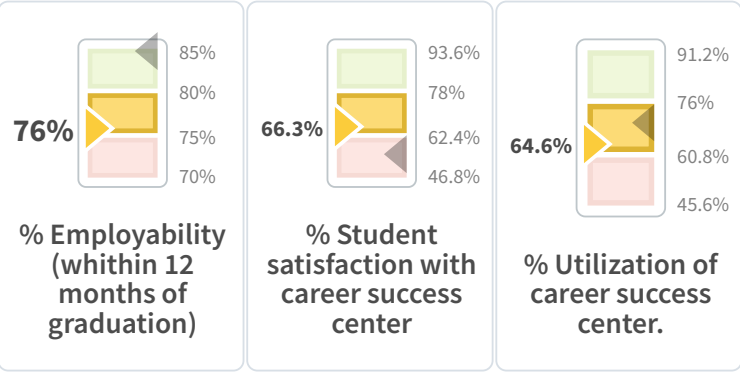 85%
80%
76%
75%
70%
% Employability
(whithin 12
months of
graduation)
93.6%
78%
66.3%
62.4%
46.8%
% Student
satisfaction with
career success
center
91.2%
76%
64.6%
60.8%
45.6%
% Utilization of
career success
center.